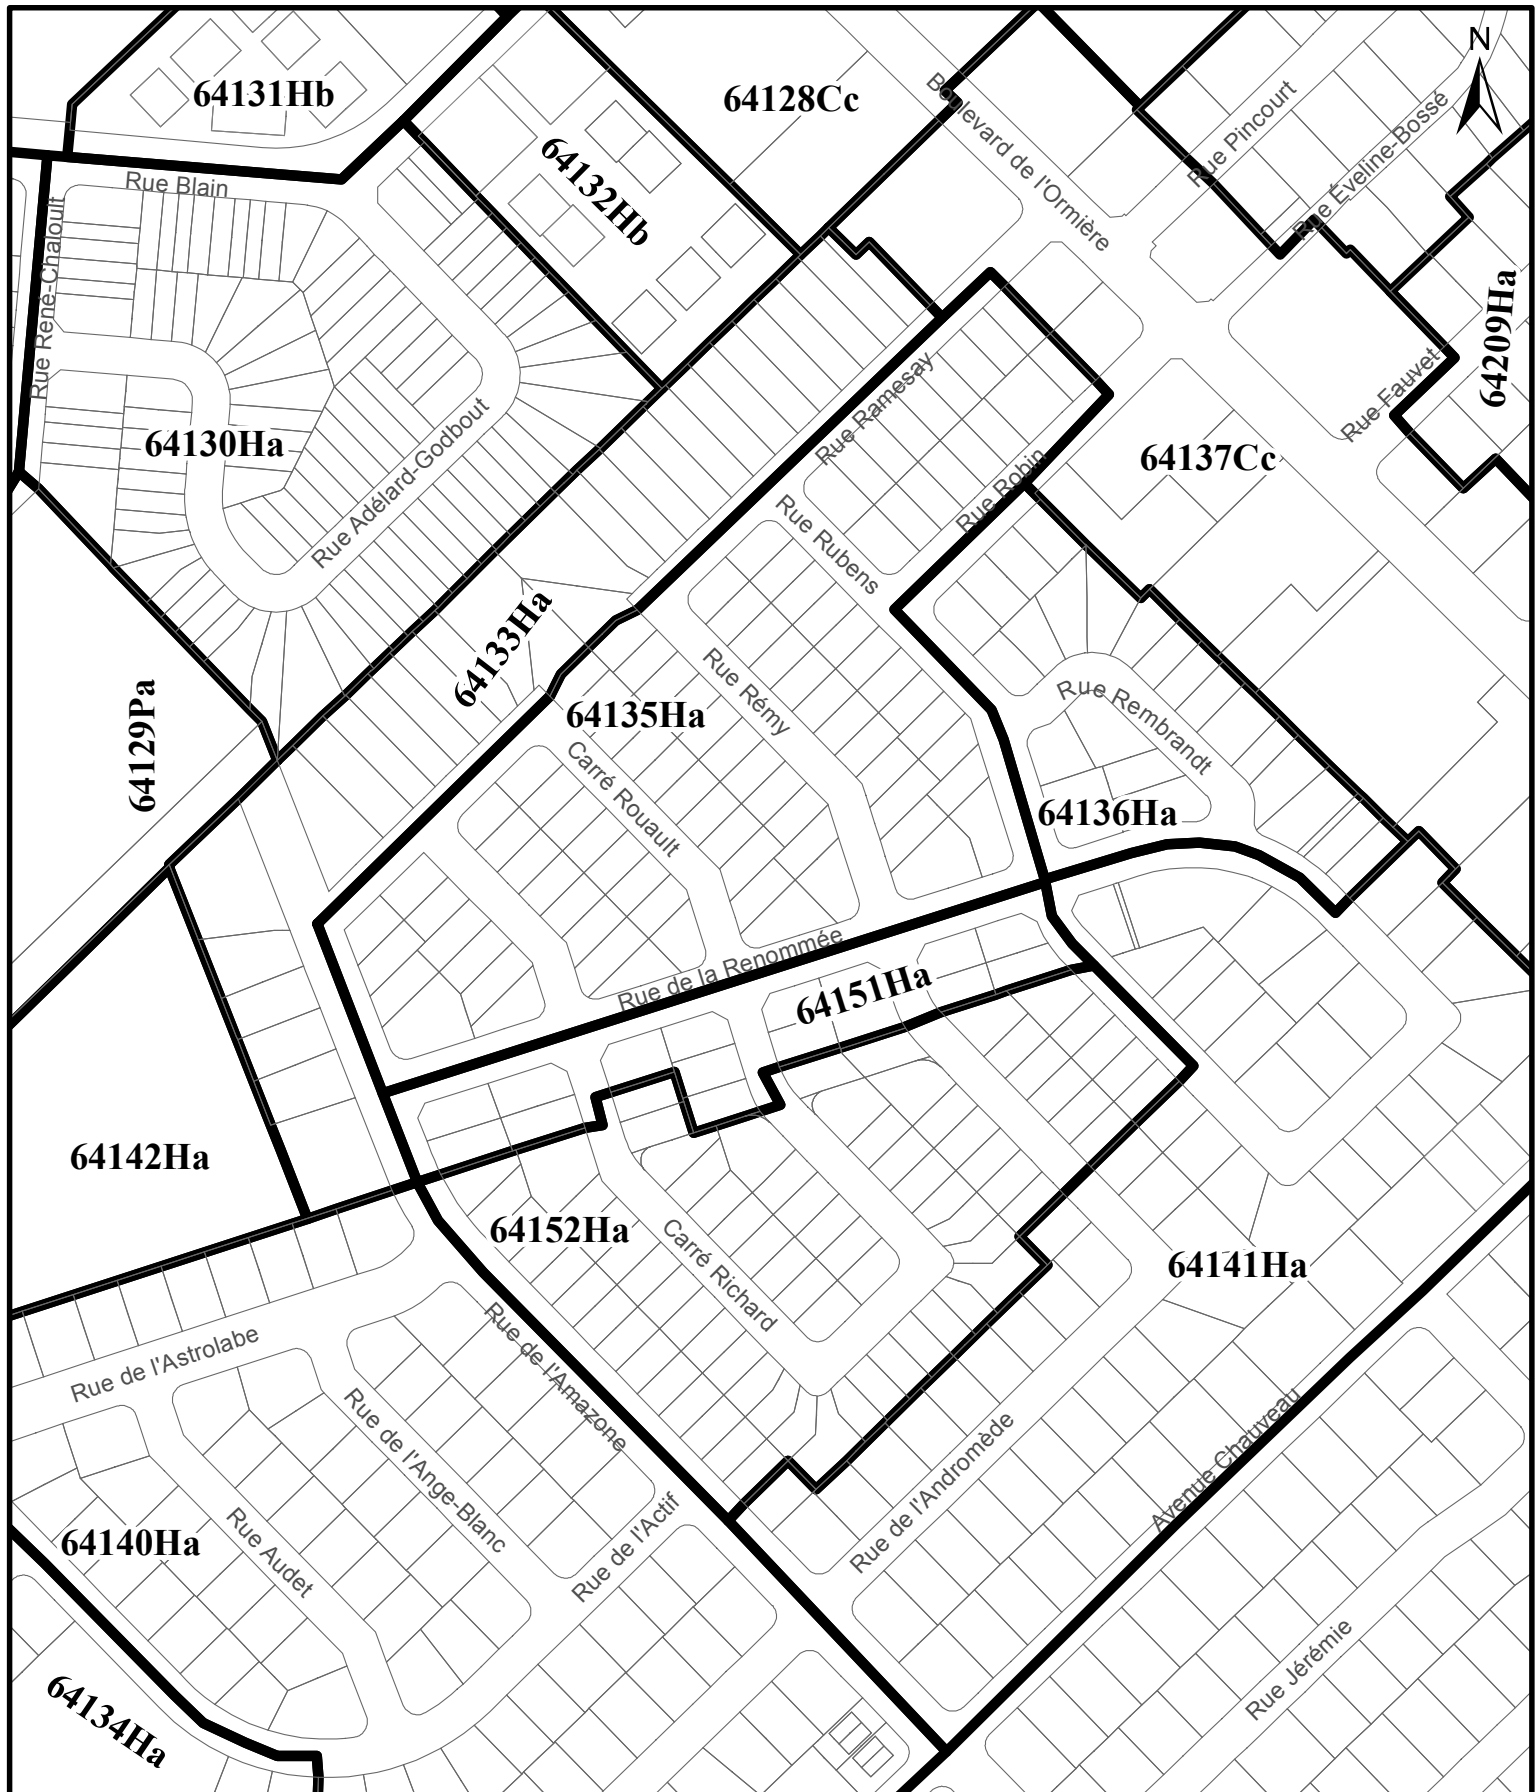 N
64131Hb
64128Cc
Boulevard de l'Ormière
Rue Pincourt
Rue Éveline-Bossé
64132Hb
Rue Blain
Rue René-Chaloult
64209Ha
Rue Ramesay
Rue Fauvet
64130Ha
Rue Adélard-Godbout
64137Cc
Rue Robin
Rue Rubens
64133Ha
64129Pa
64135Ha
Rue Rémy
Rue Rembrandt
Carré Rouault
64136Ha
Rue de la Renommée
64151Ha
64142Ha
64152Ha
Carré Richard
64141Ha
Rue de l'Astrolabe
Rue de l'Amazone
Rue de l'Ange-Blanc
Rue de l'Andromède
Avenue Chauveau
64140Ha
Rue Audet
Rue de l'Actif
Rue Jérémie
64134Ha